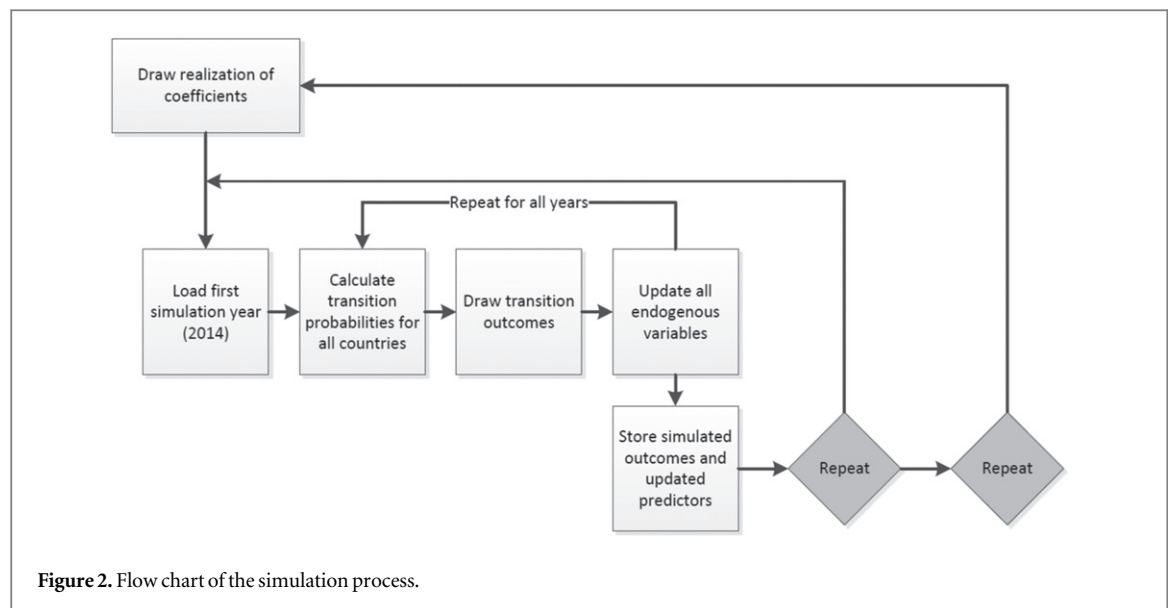 Draw realization of
coefficients
Repeat for all years
Load first
simulation year
(2014)
Calculate
transition
probabilities for
all countries
Draw transition
outcomes
Update all
endogenous
variables
Store simulated
outcomes and
updated
predictors
Repeat
Repeat
Figure 2. Flow chart of the simulation process.